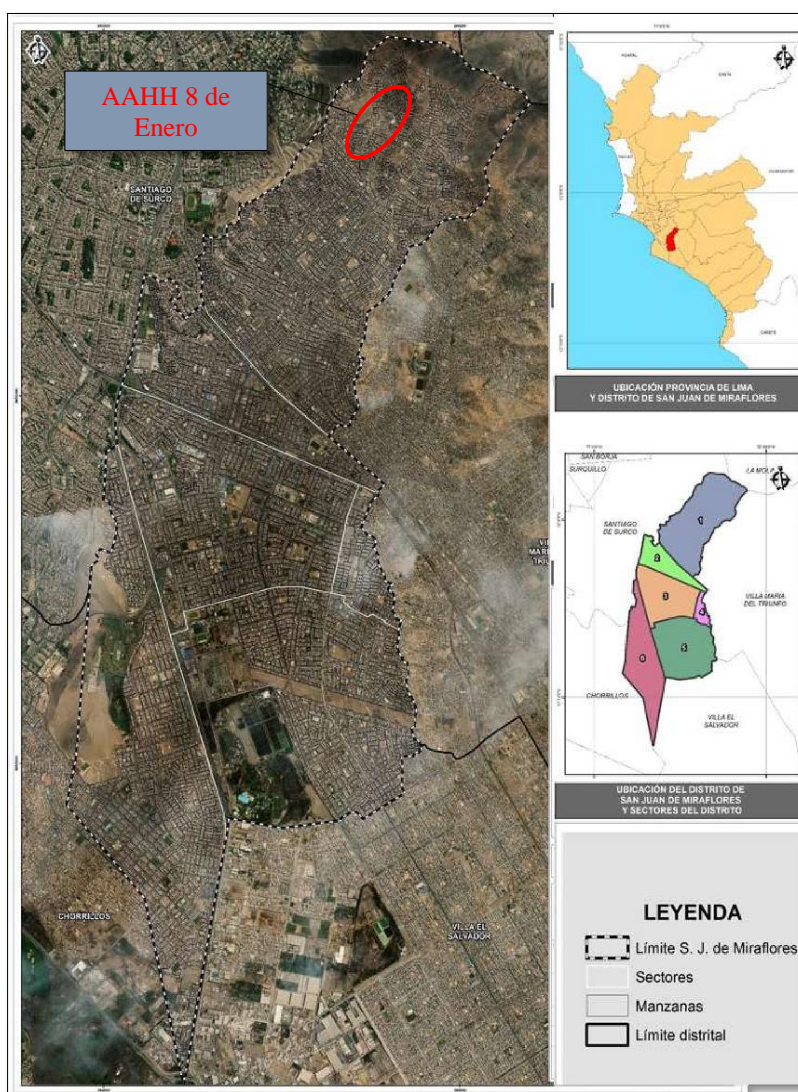 AAHH 8 de
Enero
SANTIAGO
DE SURCO
CHORRILLOS
VILLA EL
SALVADOR
UBICACIÓN PROVINCIA DE LIMA
Y DISTRITO DE SAN JUAN DE MIRAFLORES
CAÑETE
SAN BORJA
SURQUILLO
LA MOLI
SANTIAGO
DE SURCO
1
2
3
4
5
6
VILLA MARIA
DEL TRIUNFO
CHORRILLOS
VILLA EL
SALVADOR
UBICACIÓN DEL DISTRITO DE
SAN JUAN DE MIRAFLORES
Y SECTORES DEL DISTRITO
LEYENDA
Límite S. J. de Miraflores
Sectores
Manzanas
Límite distrital